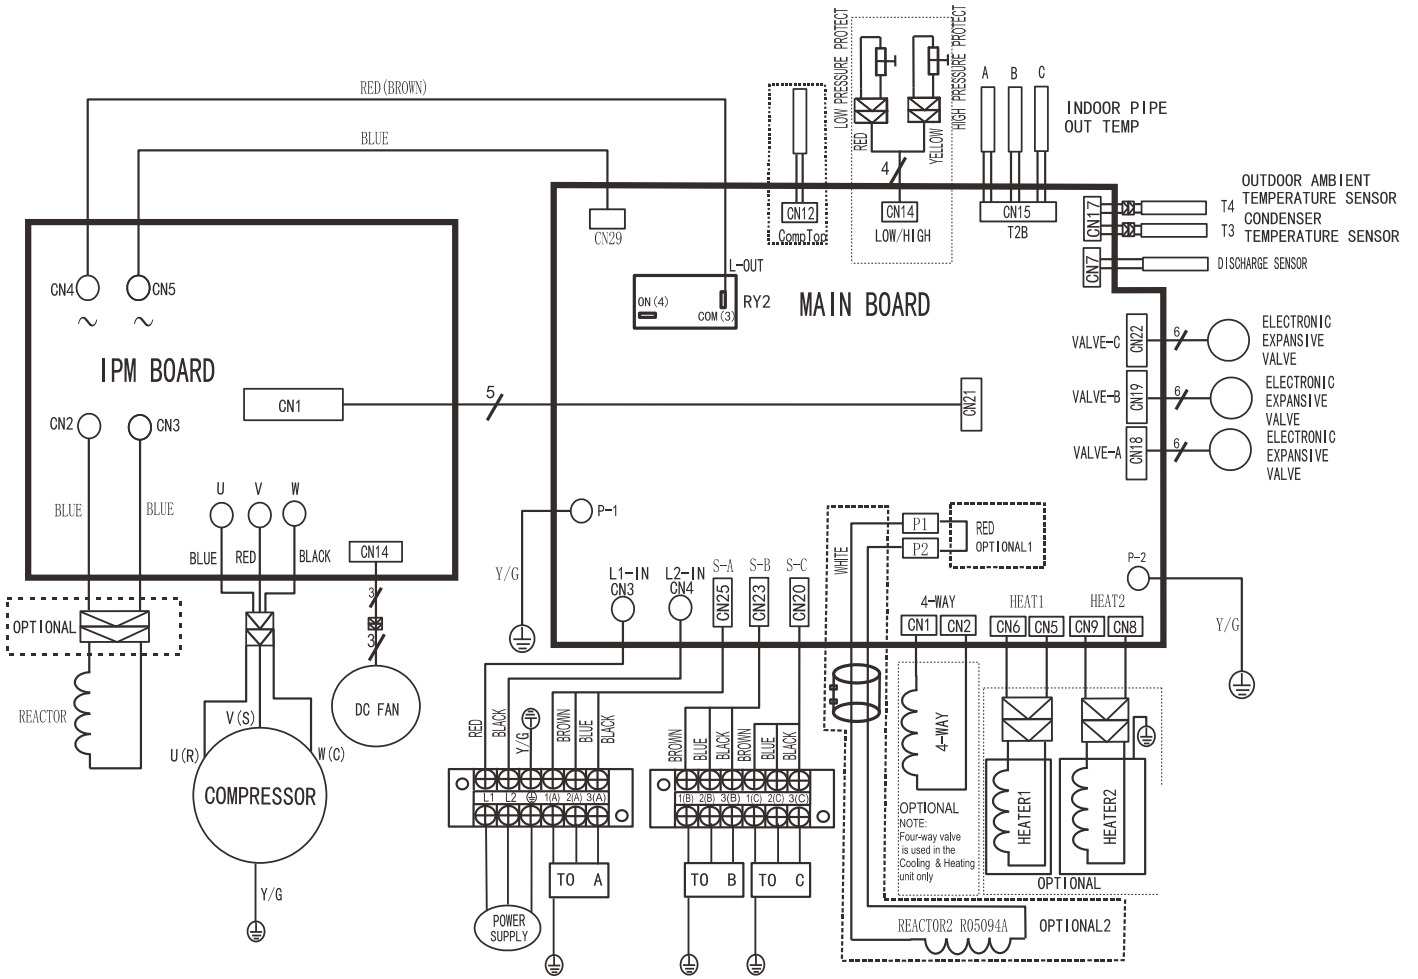 RED(BROWN)
BLUE
LOW PRESSURE PROTECT
HIGH PRESSURE PROTECT
RED
YELLOW
4
A B C
INDOOR PIPE
OUT TEMP
CN12
CompTop
CN14
LOW/HIGH
CN15
T2B
CN17
T4
OUTDOOR AMBIENT
TEMPERATURE SENSOR
T3
CONDENSER
TEMPERATURE SENSOR
CN7
DISCHARGE SENSOR
CN29
L-OUT
ON(4)
COM(3)
RY2
MAIN BOARD
CN4
CN5
~ ~
IPM BOARD
CN1
5
CN21
VALVE-C
CN22
6
ELECTRONIC
EXPANSIVE
VALVE
VALVE-B
CN19
6
ELECTRONIC
EXPANSIVE
VALVE
VALVE-A
CN18
6
ELECTRONIC
EXPANSIVE
VALVE
CN2
CN3
BLUE
BLUE
U V W
BLUE
RED
BLACK
CN14
3
3
DC FAN
OPTIONAL
REACTOR
V(S)
U(R)
W(C)
COMPRESSOR
Y/G
P-1
Y/G
L1-IN
CN3
L2-IN
CN4
S-A
CN25
S-B
CN23
S-C
CN20
WHITE
P1
P2
RED
OPTIONAL1
P-2
Y/G
4-WAY
CN1
CN2
HEAT1
CN6
CN5
HEAT2
CN9
CN8
RED
BLACK
Y/G
BROWN
BLUE
BLACK
BROWN
BLUE
BLACK
BROWN
BLUE
BLACK
L1 L2 1(A) 2(A) 3(A)
1(B) 2(B) 3(B) 1(C) 2(C) 3(C)
TO A
TO B
TO C
POWER
SUPPLY
4-WAY
OPTIONAL
NOTE:
Four-way valve
is used in the
Cooling & Heating
unit only
HEATER1
HEATER2
OPTIONAL
REACTOR2 R05094A
OPTIONAL2